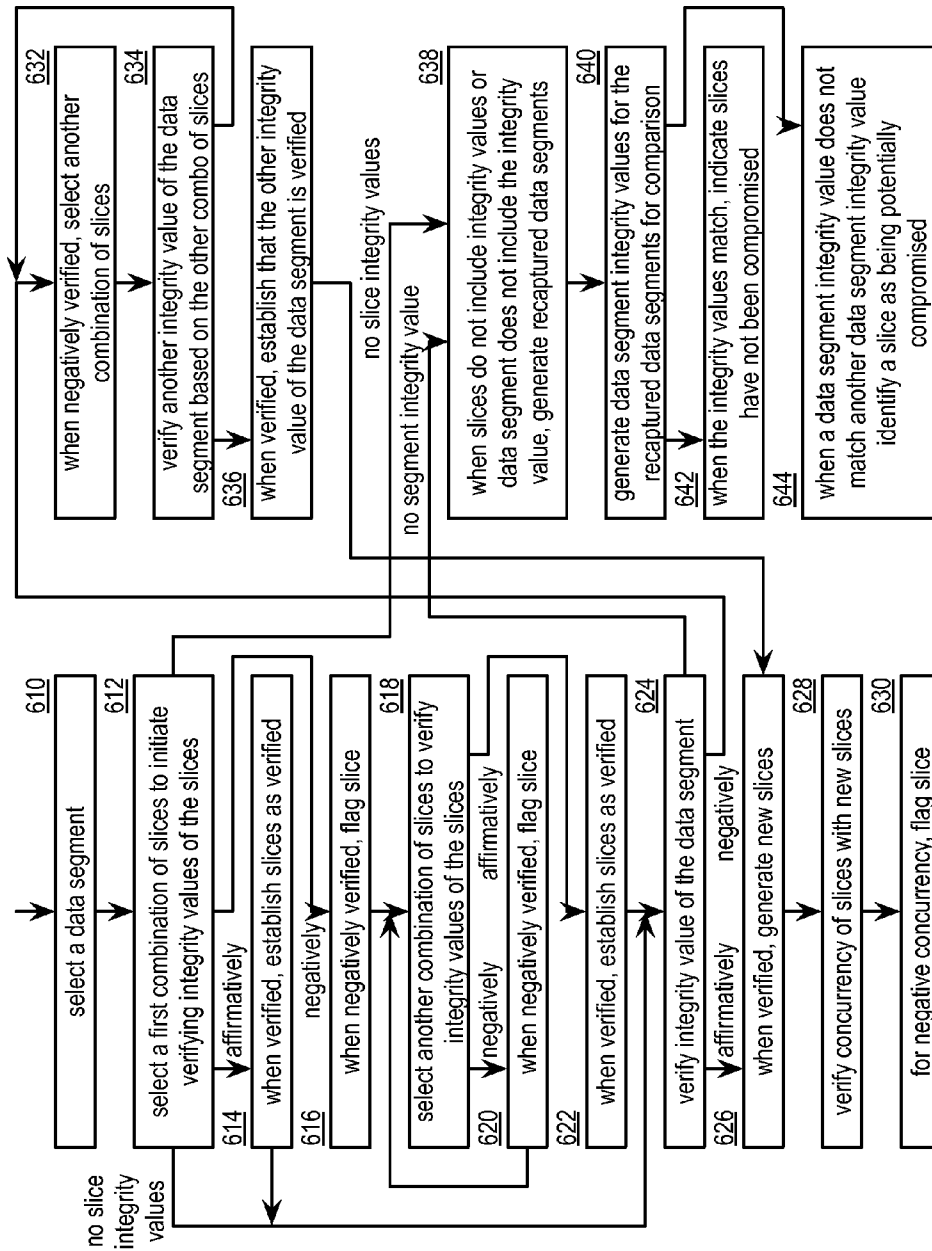 610
select a data segment
612
select a first combination of slices to initiate
verifying integrity values of the slices
no slice
integrity
values
614
affirmatively
when verified, establish slices as verified
616
negatively
when negatively verified, flag slice
618
select another combination of slices to verify
integrity values of the slices
negatively
affirmatively
620
when negatively verified, flag slice
622
when verified, establish slices as verified
624
verify integrity value of the data segment
626
affirmatively
negatively
when verified, generate new slices
628
verify concurrency of slices with new slices
630
for negative concurrency, flag slice
632
when negatively verified, select another
combination of slices
634
verify another integrity value of the data
segment based on the other combo of slices
636
when verified, establish that the other integrity
value of the data segment is verified
no slice integrity values
no segment integrity value
638
when slices do not include integrity values or
data segment does not include the integrity
value, generate recaptured data segments
640
generate data segment integrity values for the
recaptured data segments for comparison
642
when the integrity values match, indicate slices
have not been compromised
644
when a data segment integrity value does not
match another data segment integrity value
identify a slice as being potentially
compromised